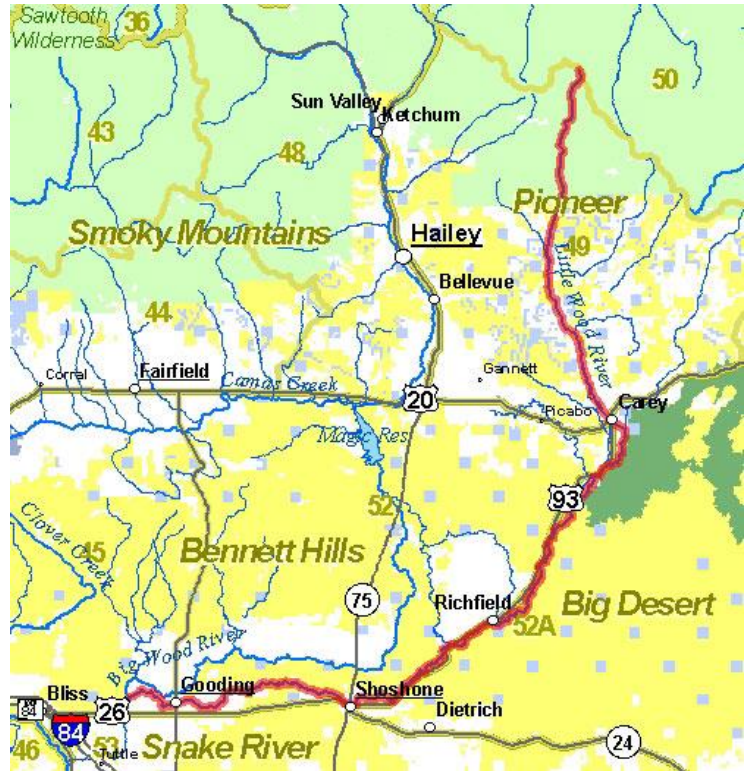 Sawtooth
Wilderness
36
50
Sun Valley
Ketchum
43
48
Pioneer
Smoky Mountains
49
Hailey
Little Wood River
Bellevue
44
Gannett
Corral
Fairfield
Camas Creek
20
Carey
Picabo
Magic Res
93
52
Clover Creek
45
Bennett Hills
75
Big Desert
Richfield
52A
Big Wood River
Gooding
Shoshone
Bliss
26
84
84
Dietrich
46
53
Tuttle
Snake River
24